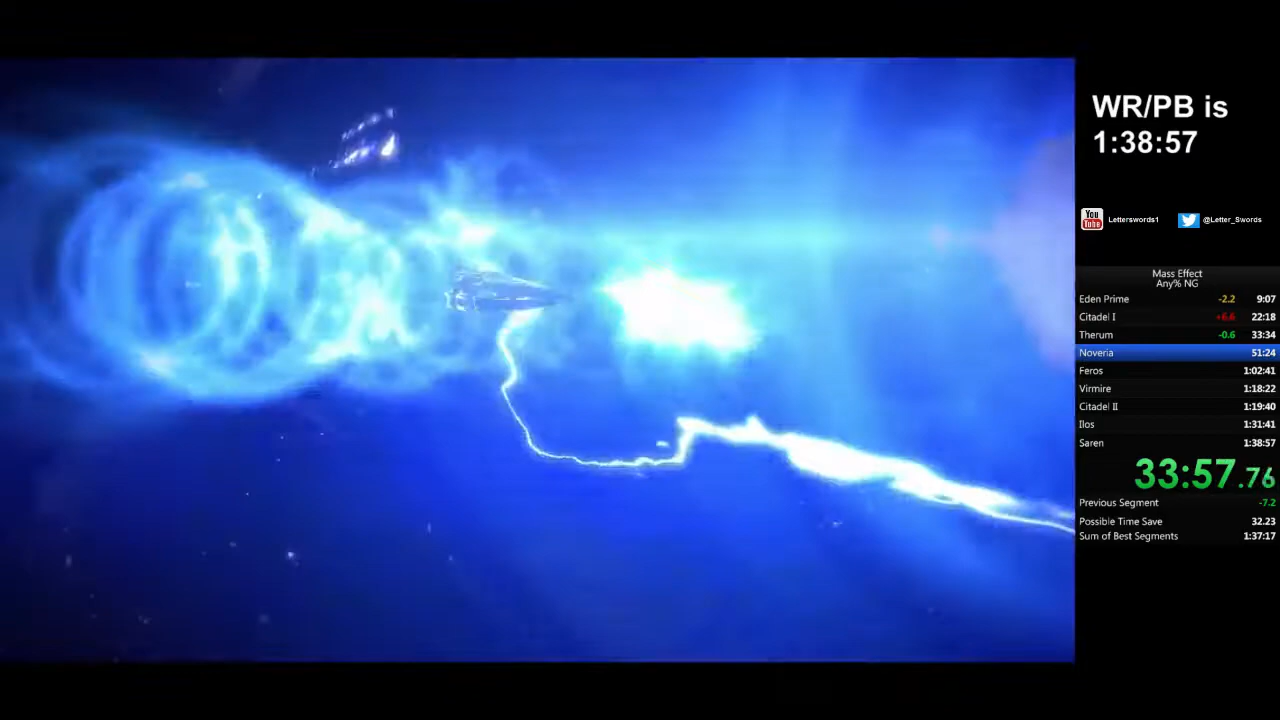 WR/PB is
1:38:57
You Tube Letterswords1 @Letter_Swords
Mass Effect
Any% NG
Eden Prime -2.2 9:07
Citadel I +6.6 22:18
Therum -0.6 33:34
Noveria 51:24
Feros 1:02:41
Virmire 1:18:22
Citadel II 1:19:40
Ilos 1:31:41
Saren 1:38:57
33:57.76
Previous Segment -7.2
Possible Time Save 32.23
Sum of Best Segments 1:37:17